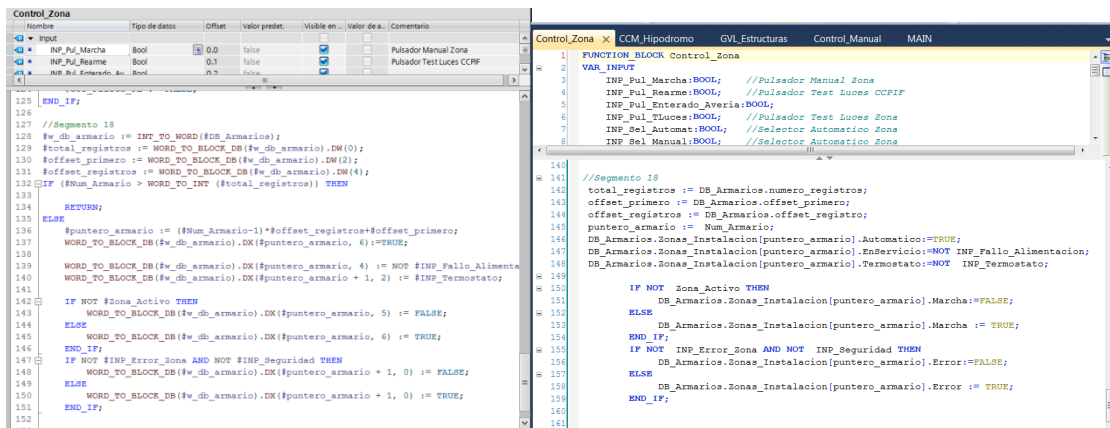 Control_Zona
Nombre Tipo de datos Offset Valor predet. Visible en .. Valor de a.. Comentario
Input
INP_Pul_Marcha Bool 0.0 false Pulsador Manual Zona
INP_Pul_Rearme Bool 0.1 false Pulsador Test Luces CCPIF
INP_Pul_Enterado_Av Bool 0.2 false
125 END_IF;
126
127 //Segmento 18
128 #w_db_armario := INT_TO_WORD(#DB_Armarios);
129 #total_registros := WORD_TO_BLOCK_DB(#w_db_armario).DW(0);
130 #offset_primero := WORD_TO_BLOCK_DB(#w_db_armario).DW(2);
131 #offset_registros := WORD_TO_BLOCK_DB(#w_db_armario).DW(4);
132 IF (#Num_Armario > WORD_TO_INT (#total_registros)) THEN
133
134 RETURN;
135 ELSE
136 #puntero_armario := (#Num_Armario-1)*#offset_registros+#offset_primero;
137 WORD_TO_BLOCK_DB(#w_db_armario).DX(#puntero_armario, 6):=TRUE;
138
139 WORD_TO_BLOCK_DB(#w_db_armario).DX(#puntero_armario, 4) := NOT #INP_Fallo_Alimenta
140 WORD_TO_BLOCK_DB(#w_db_armario).DX(#puntero_armario + 1, 2) := #INP_Termostato;
141
142 IF NOT #Zona_Activo THEN
143 WORD_TO_BLOCK_DB(#w_db_armario).DX(#puntero_armario, 5) := FALSE;
144 ELSE
145 WORD_TO_BLOCK_DB(#w_db_armario).DX(#puntero_armario, 6) := TRUE;
146 END_IF;
147 IF NOT #INP_Error_Zona AND NOT #INP_Seguridad THEN
148 WORD_TO_BLOCK_DB(#w_db_armario).DX(#puntero_armario + 1, 0) := FALSE;
149 ELSE
150 WORD_TO_BLOCK_DB(#w_db_armario).DX(#puntero_armario + 1, 0) := TRUE;
151 END_IF;
152
Control_Zona CCM_Hipodromo GVL_Estructuras Control_Manual MAIN
1 FUNCTION_BLOCK Control_Zona
2 VAR_INPUT
3 INP_Pul_Marcha:BOOL; //Pulsador Manual Zona
4 INP_Pul_Rearme:BOOL; //Pulsador Test Luces CCPIF
5 INP_Pul_Enterado_Averia:BOOL;
6 INP_Pul_TLuces:BOOL; //Pulsador Test Luces Zona
7 INP_Sel_Automat:BOOL; //Selector Automatico Zona
8 INP_Sel_Manual:BOOL; //Selector Automatico Zona
140
141 //Segmento 18
142 total_registros := DB_Armarios.numero_registros;
143 offset_primero := DB_Armarios.offset_primero;
144 offset_registros := DB_Armarios.offset_registro;
145 puntero_armario := Num_Armario;
146 DB_Armarios.Zonas_Instalacion[puntero_armario].Automatico:=TRUE;
147 DB_Armarios.Zonas_Instalacion[puntero_armario].EnServicio:=NOT INP_Fallo_Alimentacion;
148 DB_Armarios.Zonas_Instalacion[puntero_armario].Termostato:=NOT INP_Termostato;
149
150 IF NOT Zona_Activo THEN
151 DB_Armarios.Zonas_Instalacion[puntero_armario].Marcha:=FALSE;
152 ELSE
153 DB_Armarios.Zonas_Instalacion[puntero_armario].Marcha := TRUE;
154 END_IF;
155 IF NOT INP_Error_Zona AND NOT INP_Seguridad THEN
156 DB_Armarios.Zonas_Instalacion[puntero_armario].Error:=FALSE;
157 ELSE
158 DB_Armarios.Zonas_Instalacion[puntero_armario].Error := TRUE;
159 END_IF;
160
161